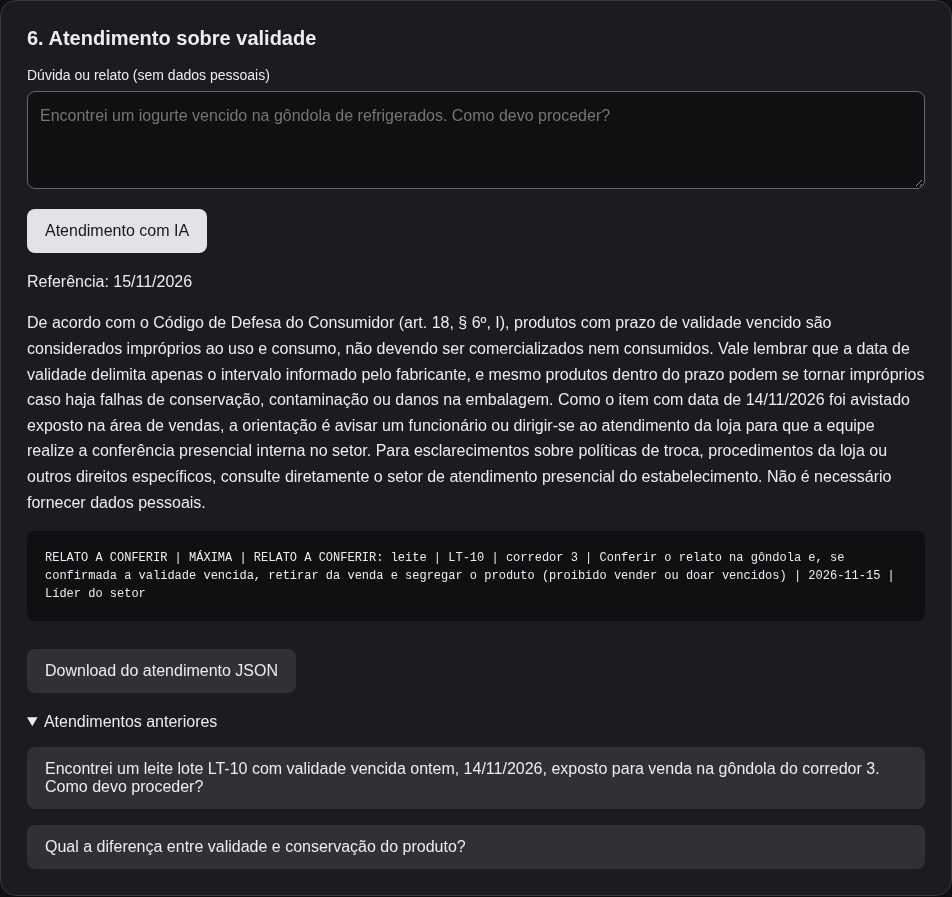 6. Atendimento sobre validade
Dúvida ou relato (sem dados pessoais)
Encontrei um iogurte vencido na gôndola de refrigerados. Como devo proceder?
Atendimento com IA
Referência: 15/11/2026
De acordo com o Código de Defesa do Consumidor (art. 18, § 6º, I), produtos com prazo de validade vencido são
considerados impróprios ao uso e consumo, não devendo ser comercializados nem consumidos. Vale lembrar que a data de
validade delimita apenas o intervalo informado pelo fabricante, e mesmo produtos dentro do prazo podem se tornar impróprios
caso haja falhas de conservação, contaminação ou danos na embalagem. Como o item com data de 14/11/2026 foi avistado
exposto na área de vendas, a orientação é avisar um funcionário ou dirigir-se ao atendimento da loja para que a equipe
realize a conferência presencial interna no setor. Para esclarecimentos sobre políticas de troca, procedimentos da loja ou
outros direitos específicos, consulte diretamente o setor de atendimento presencial do estabelecimento. Não é necessário
fornecer dados pessoais.
RELATO A CONFERIR | MÁXIMA | RELATO A CONFERIR: leite | LT-10 | corredor 3 | Conferir o relato na gôndola e, se
confirmada a validade vencida, retirar da venda e segregar o produto (proibido vender ou doar vencidos) | 2026-11-15 |
Líder do setor
Download do atendimento JSON
▼ Atendimentos anteriores
Encontrei um leite lote LT-10 com validade vencida ontem, 14/11/2026, exposto para venda na gôndola do corredor 3.
Como devo proceder?
Qual a diferença entre validade e conservação do produto?